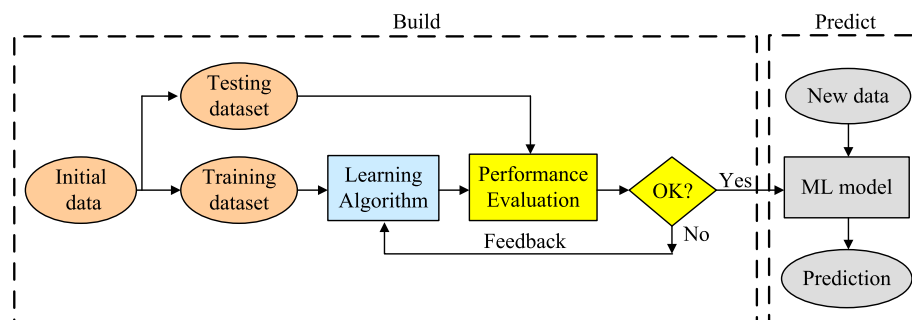 Build
Predict
Testing
dataset
New data
Initial
data
Training
dataset
Learning
Algorithm
Performance
Evaluation
OK?
Yes
ML model
No
Feedback
Prediction